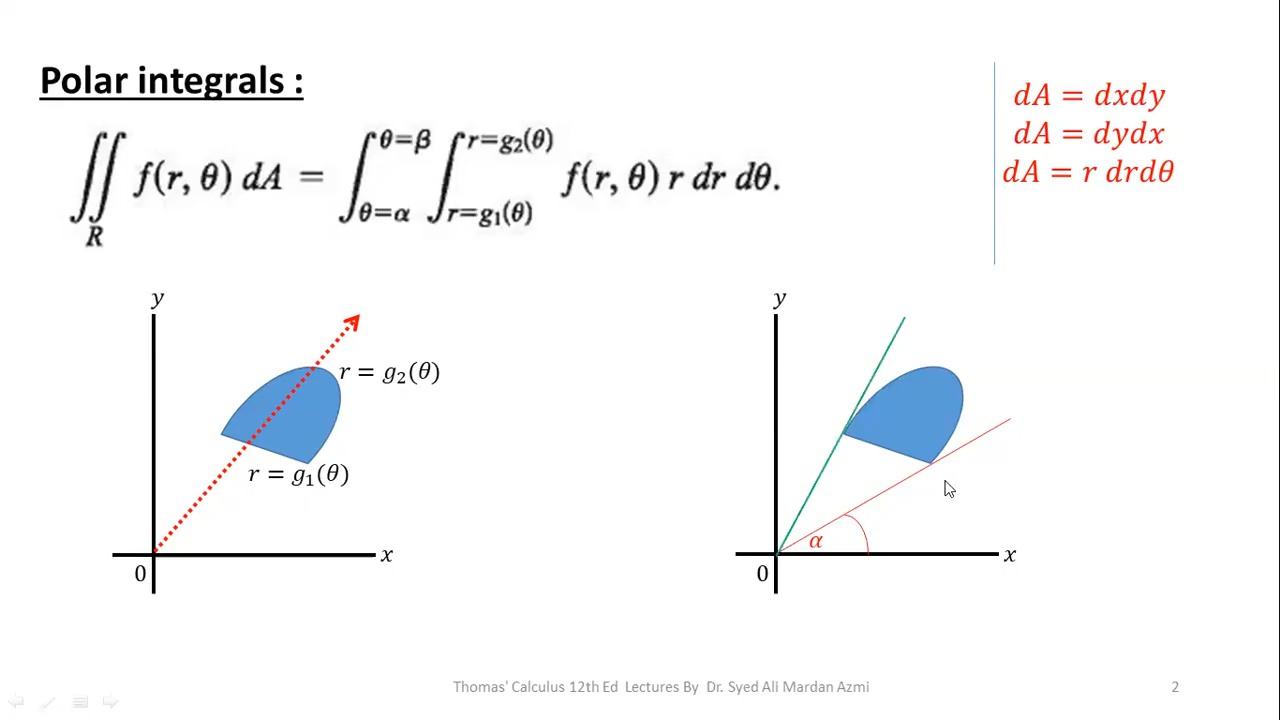 Polar integrals :
∬_R f(r, θ) dA = ∫_{θ=α}^{θ=β} ∫_{r=g₁(θ)}^{r=g₂(θ)} f(r, θ) r dr dθ.
dA = dxdy
dA = dydx
dA = r drdθ
y
r = g₂(θ)
r = g₁(θ)
x
0
y
α
x
0
Thomas' Calculus 12th Ed Lectures By Dr. Syed Ali Mardan Azmi
2